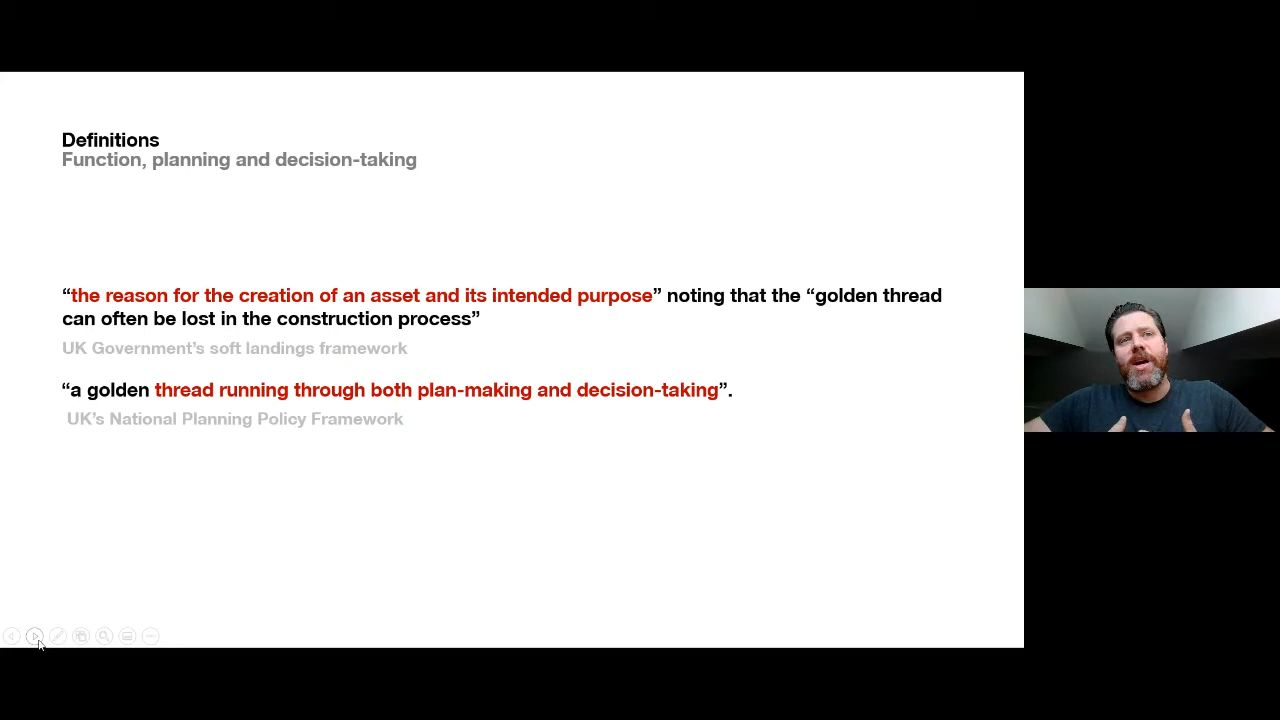 Definitions
Function, planning and decision-taking
“the reason for the creation of an asset and its intended purpose” noting that the “golden thread
can often be lost in the construction process”
UK Government’s soft landings framework
“a golden thread running through both plan-making and decision-taking”.
UK’s National Planning Policy Framework